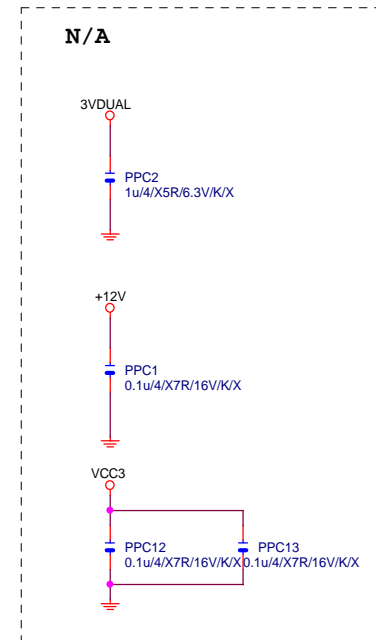 N/A
3VDUAL
PPC2
1u/4/X5R/6.3V/K/X
+12V
PPC1
0.1u/4/X7R/16V/K/X
VCC3
PPC12
0.1u/4/X7R/16V/K/X
PPC13
0.1u/4/X7R/16V/K/X